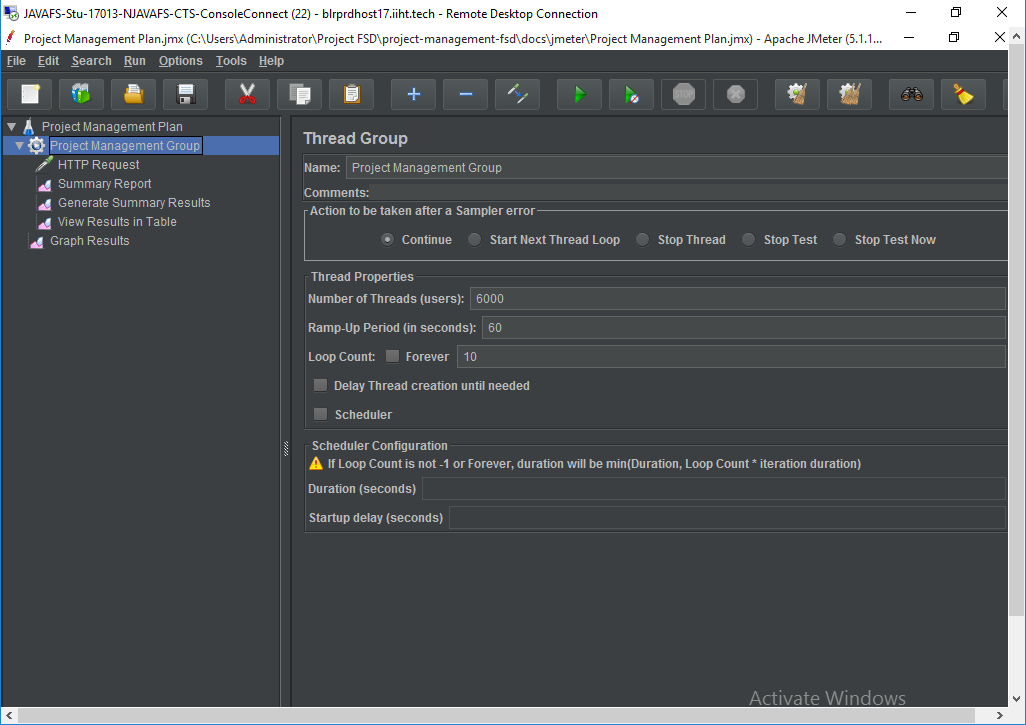 JAVAFS-Stu-17013-NJAVAFS-CTS-ConsoleConnect (22) - blrprdhost17.iiht.tech - Remote Desktop Connection
Project Management Plan.jmx (C:\Users\Administrator\Project FSD\project-management-fsd\docs\jmeter\Project Management Plan.jmx) - Apache JMeter (5.1.1...
File Edit Search Run Options Tools Help
STOP
Project Management Plan
Project Management Group
HTTP Request
Summary Report
Generate Summary Results
View Results in Table
Graph Results
Thread Group
Name: Project Management Group
Comments:
Action to be taken after a Sampler error
Continue Start Next Thread Loop Stop Thread Stop Test Stop Test Now
Thread Properties
Number of Threads (users): 6000
Ramp-Up Period (in seconds): 60
Loop Count: Forever 10
Delay Thread creation until needed
Scheduler
Scheduler Configuration
If Loop Count is not -1 or Forever, duration will be min(Duration, Loop Count * iteration duration)
Duration (seconds)
Startup delay (seconds)
Activate Windows